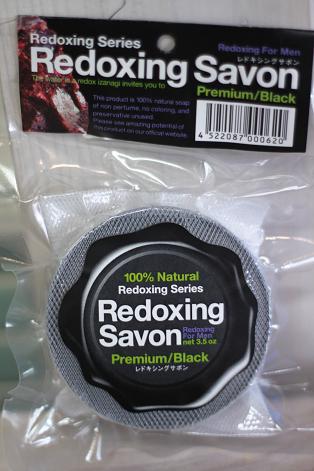 Redoxing Series
Redoxing For Men
Redoxing Savon
レドキシングサボン
The water is a redox izanagi invites you to
Premium/Black
This product is 100% natural soap
of non perfume, no coloring, and
preservative unused.
Please see amazing potential of
this product on our official website.
4 522087 000620
100% Natural
Redoxing Series
Redoxing
Savon
Redoxing
For Men
net 3.5 oz
Premium/Black
レドキシングサボン